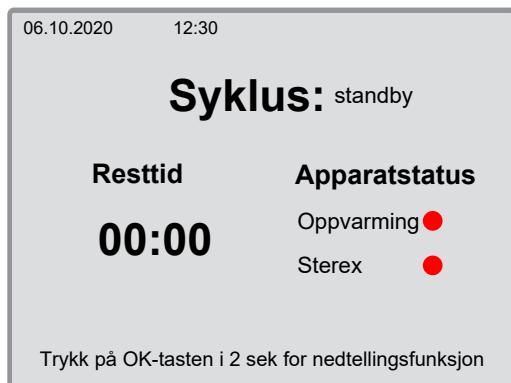 06.10.2020 12:30
Syklus: standby
Resttid
Apparatstatus
00:00
Oppvarming
Sterex
Trykk på OK-tasten i 2 sek for nedtellingsfunksjon